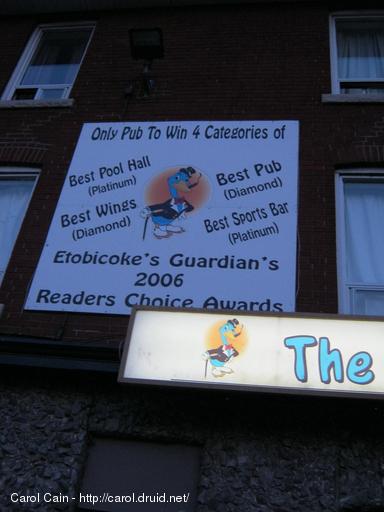 Only Pub To Win 4 Categories of
Best Pool Hall
(Platinum)
Best Pub
(Diamond)
Best Wings
(Diamond)
Best Sports Bar
(Platinum)
Etobicoke's Guardian's
2006
Readers Choice Awards
The
Carol Cain - http://carol.druid.net/